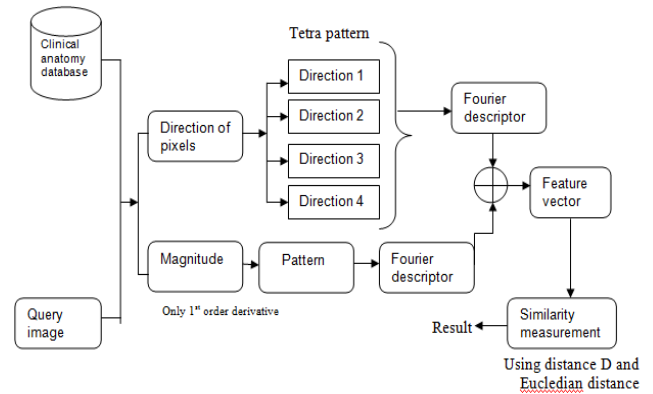 Tetra pattern
Clinical
anatomy
database
Direction 1
Direction 2
Direction 3
Direction 4
Direction of
pixels
Fourier
descriptor
Feature
vector
Magnitude
Pattern
Fourier
descriptor
Only 1st order derivative
Query
image
Result
Similarity
measurement
Using distance D and
Eucledian distance